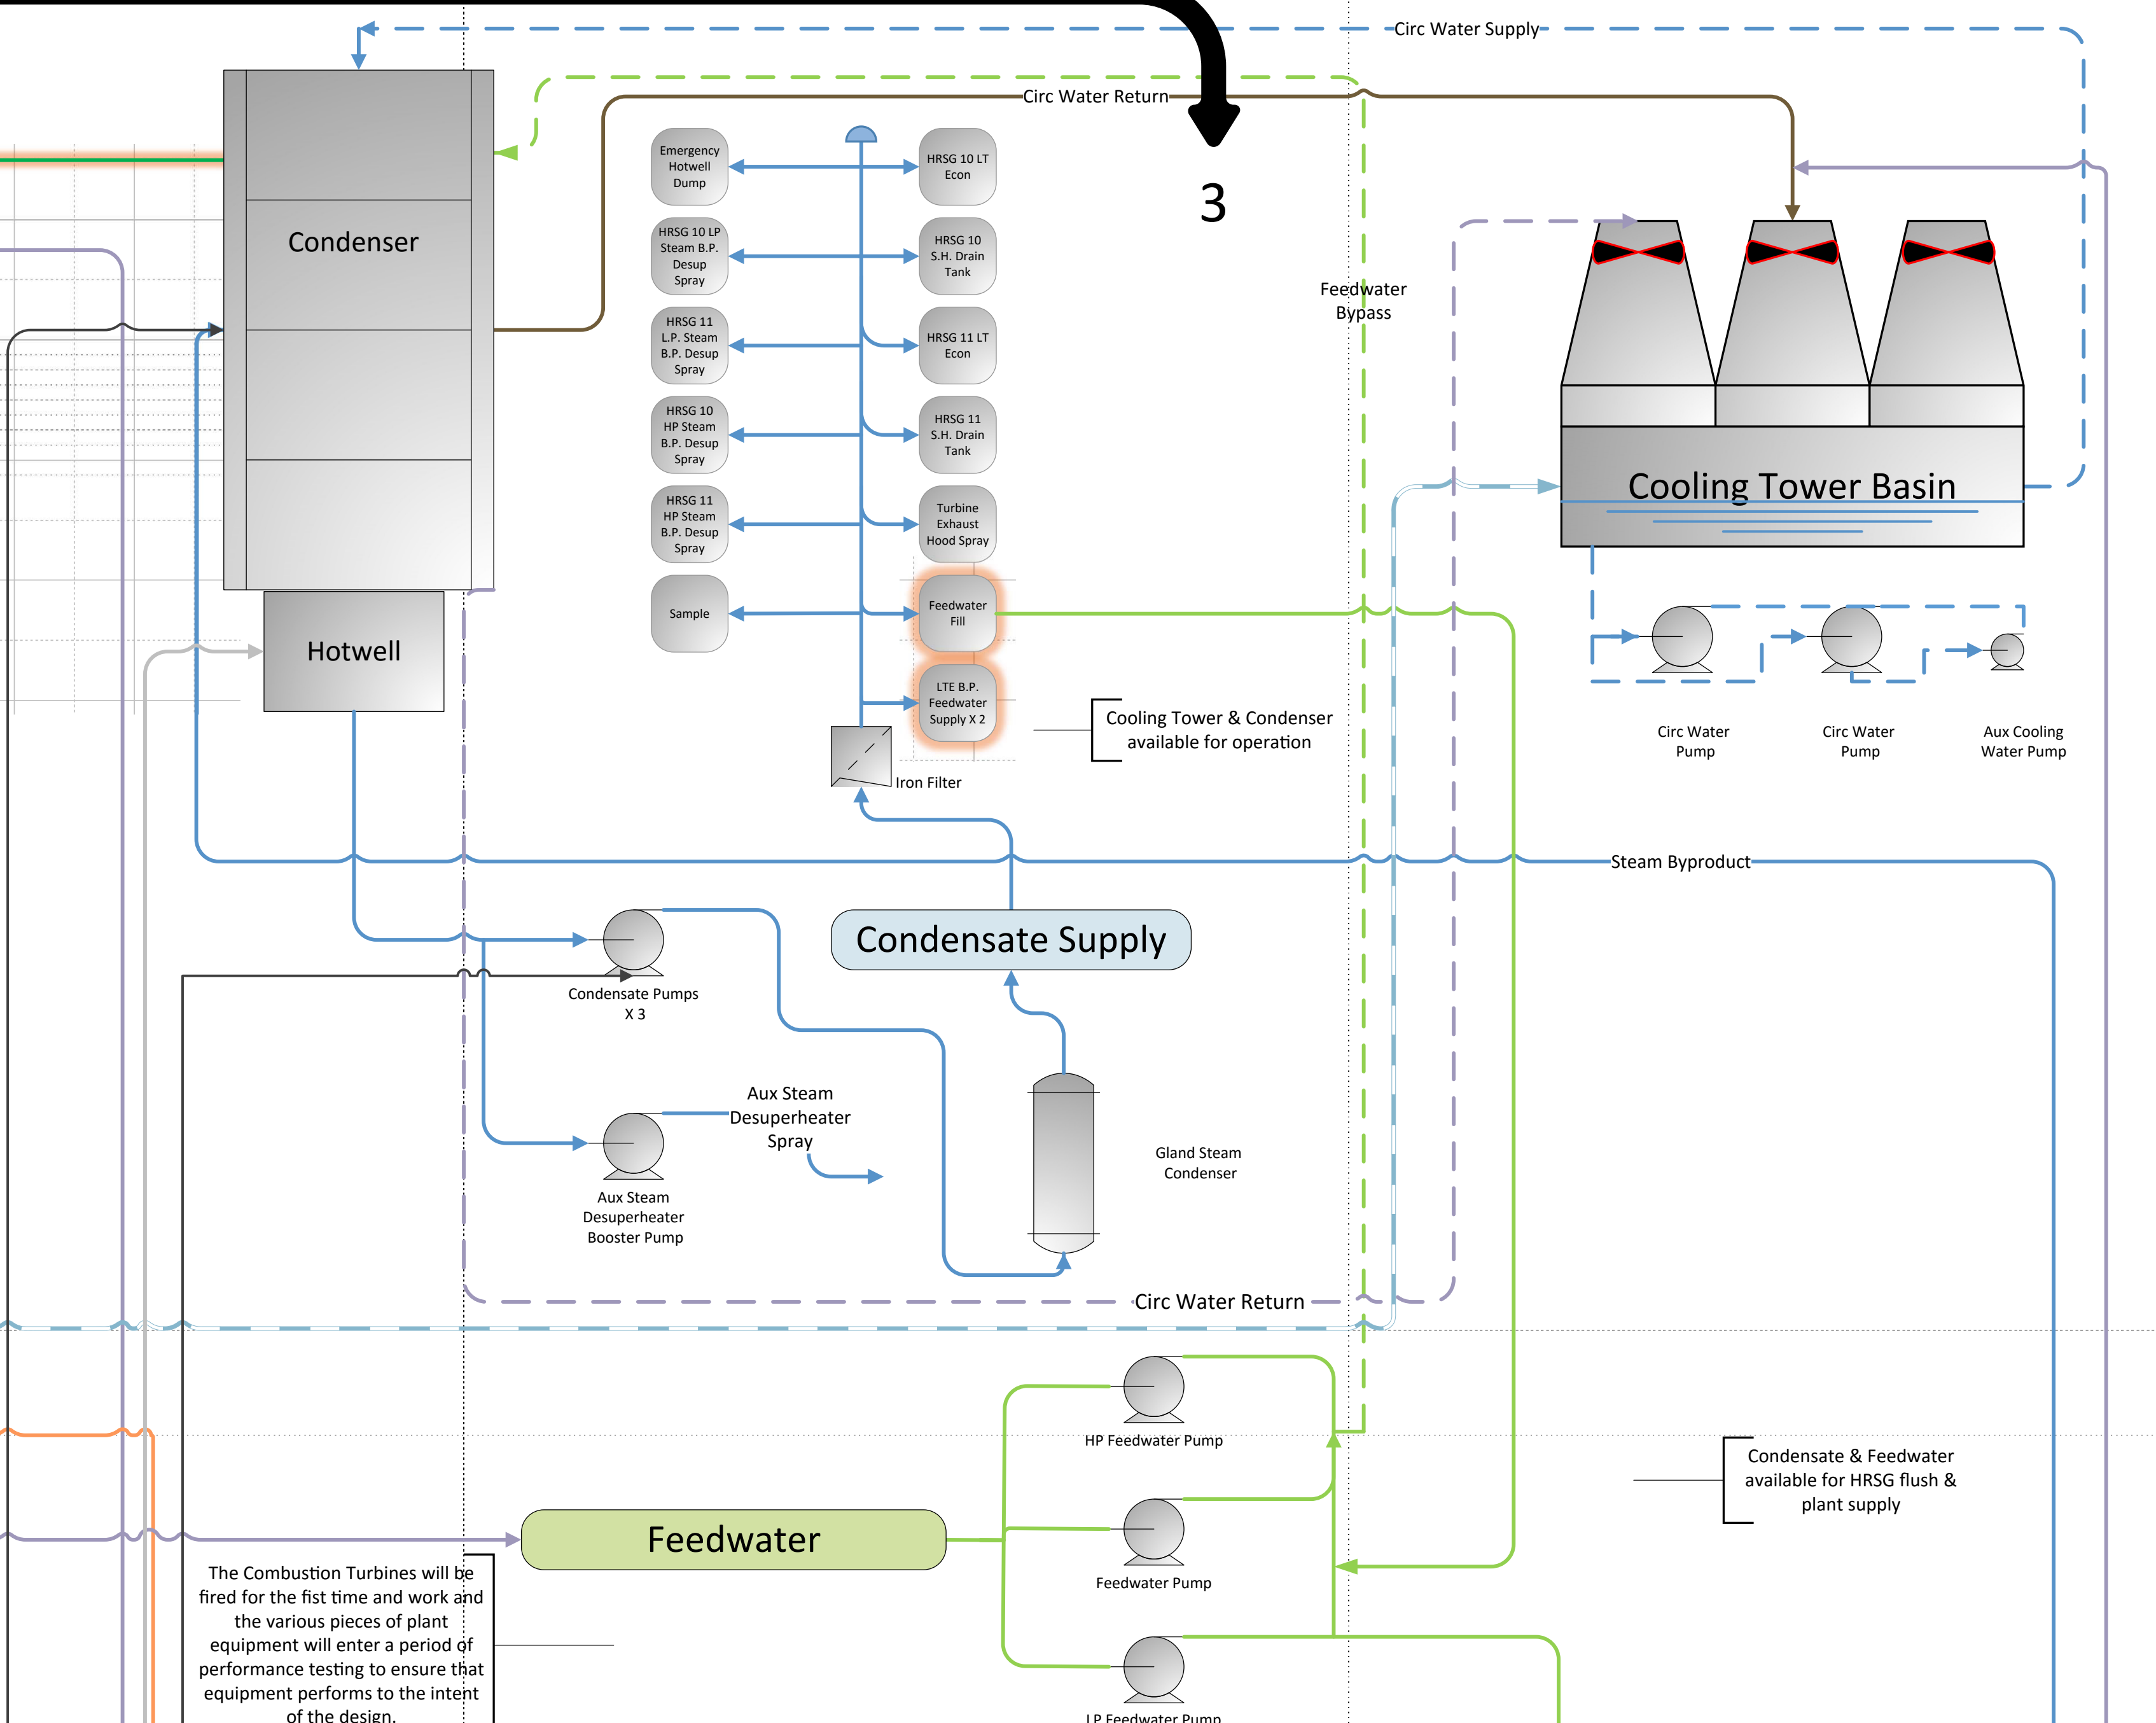 Circ Water Supply
Circ Water Return
3
Condenser
Hotwell
Emergency
Hotwell
Dump
HRSG 10 LT
Econ
HRSG 10 LP
Steam B.P.
Desup
Spray
HRSG 10
S.H. Drain
Tank
HRSG 11
L.P. Steam
B.P. Desup
Spray
HRSG 11 LT
Econ
HRSG 10
HP Steam
B.P. Desup
Spray
HRSG 11
S.H. Drain
Tank
HRSG 11
HP Steam
B.P. Desup
Spray
Turbine
Exhaust
Hood Spray
Sample
Feedwater
Fill
LTE B.P.
Feedwater
Supply X 2
Iron Filter
Cooling Tower & Condenser
available for operation
Feedwater
Bypass
Cooling Tower Basin
Circ Water
Pump
Circ Water
Pump
Aux Cooling
Water Pump
Steam Byproduct
Condensate Supply
Condensate Pumps
X 3
Aux Steam
Desuperheater
Spray
Aux Steam
Desuperheater
Booster Pump
Gland Steam
Condenser
Circ Water Return
HP Feedwater Pump
Feedwater
Feedwater Pump
LP Feedwater Pump
Condensate & Feedwater
available for HRSG flush &
plant supply
The Combustion Turbines will be
fired for the fist time and work and
the various pieces of plant
equipment will enter a period of
performance testing to ensure that
equipment performs to the intent
of the design.